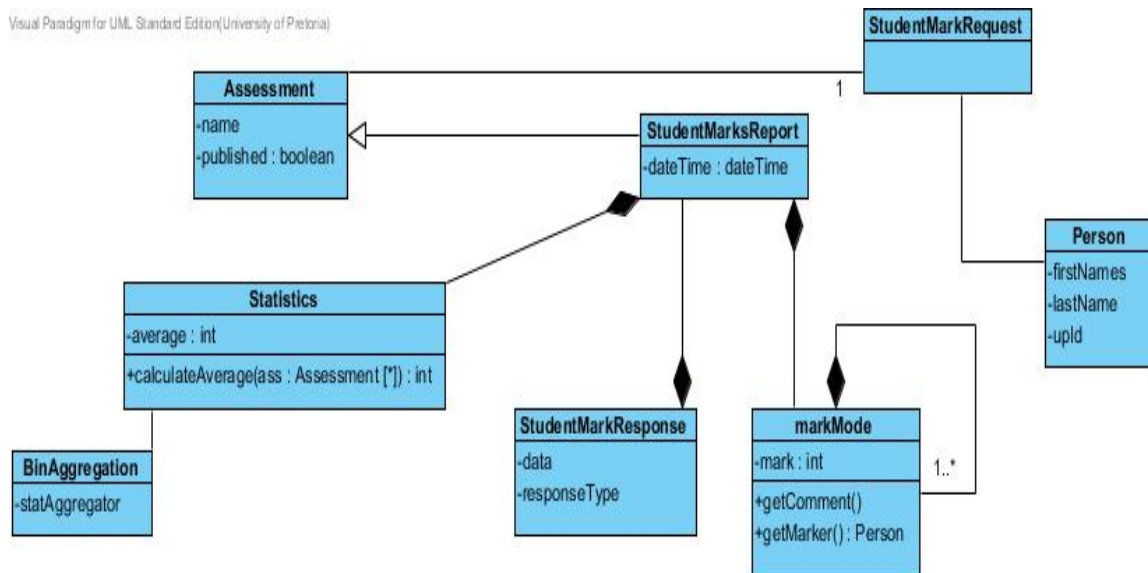 Visual Paradigm for UML Standard Edition(University of Pretoria)
StudentMarkRequest
1
Assessment
-name
-published : boolean
StudentMarksReport
-dateTime : dateTime
Person
-firstNames
-lastName
-upId
Statistics
-average : int
+calculateAverage(ass : Assessment [*]) : int
BinAggregation
-statAggregator
StudentMarkResponse
-data
-responseType
markMode
-mark : int
+getComment()
+getMarker() : Person
1..*